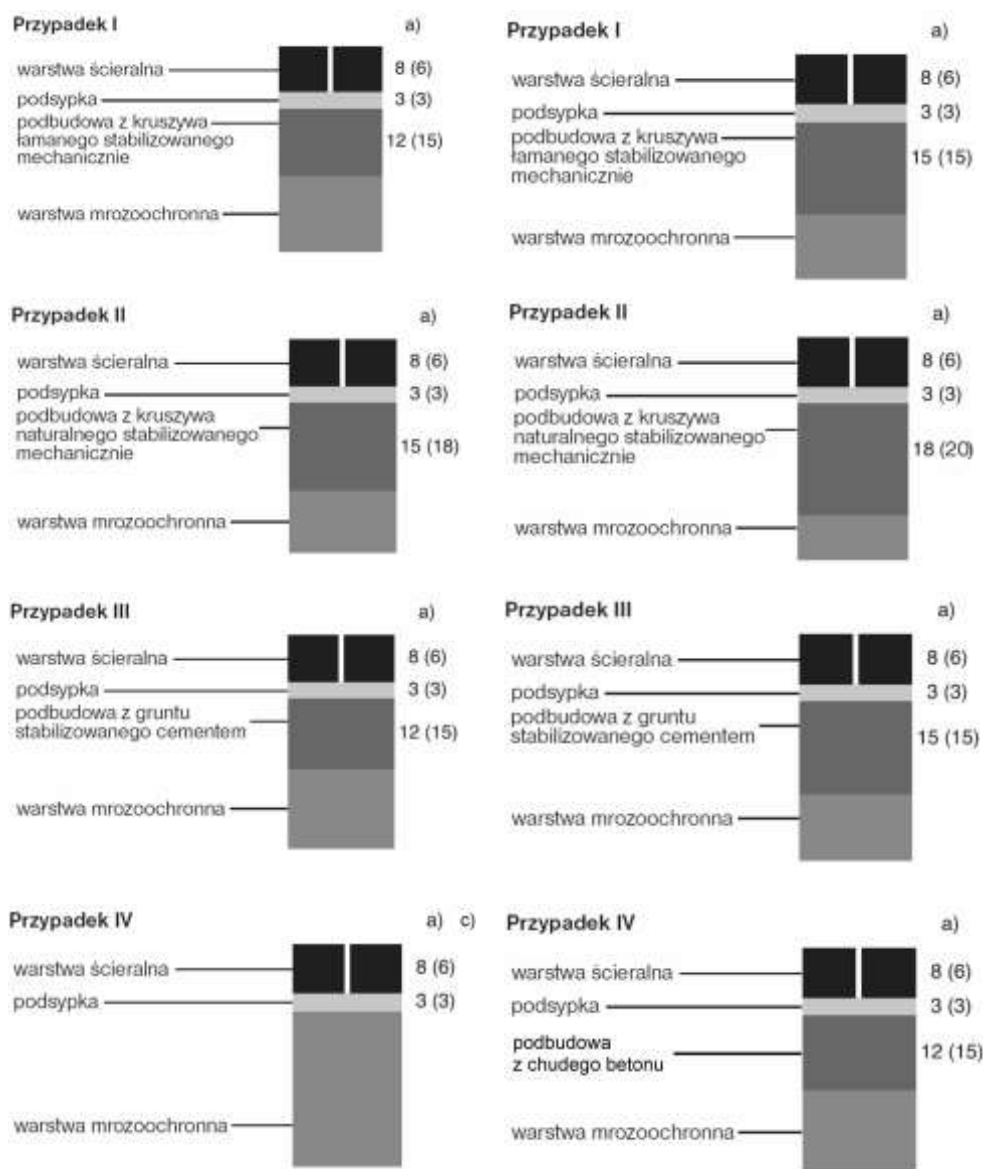 Przypadek I a)
warstwa ścieralna 8 (6)
podsypka 3 (3)
podbudowa z kruszywa
łamanego stabilizowanego 12 (15)
mechanicznie
warstwa mrozoochronna
Przypadek II a)
warstwa ścieralna 8 (6)
podsypka 3 (3)
podbudowa z kruszywa
naturalnego stabilizowanego 15 (18)
mechanicznie
warstwa mrozoochronna
Przypadek III a)
warstwa ścieralna 8 (6)
podsypka 3 (3)
podbudowa z gruntu
stabilizowanego cementem 12 (15)
warstwa mrozoochronna
Przypadek IV a) c)
warstwa ścieralna 8 (6)
podsypka 3 (3)
warstwa mrozoochronna
Przypadek I a)
warstwa ścieralna 8 (6)
podsypka 3 (3)
podbudowa z kruszywa
łamanego stabilizowanego 15 (15)
mechanicznie
warstwa mrozoochronna
Przypadek II a)
warstwa ścieralna 8 (6)
podsypka 3 (3)
podbudowa z kruszywa
naturalnego stabilizowanego 18 (20)
mechanicznie
warstwa mrozoochronna
Przypadek III a)
warstwa ścieralna 8 (6)
podsypka 3 (3)
podbudowa z gruntu
stabilizowanego cementem 15 (15)
warstwa mrozoochronna
Przypadek IV a)
warstwa ścieralna 8 (6)
podsypka 3 (3)
podbudowa 12 (15)
z chudego betonu
warstwa mrozoochronna